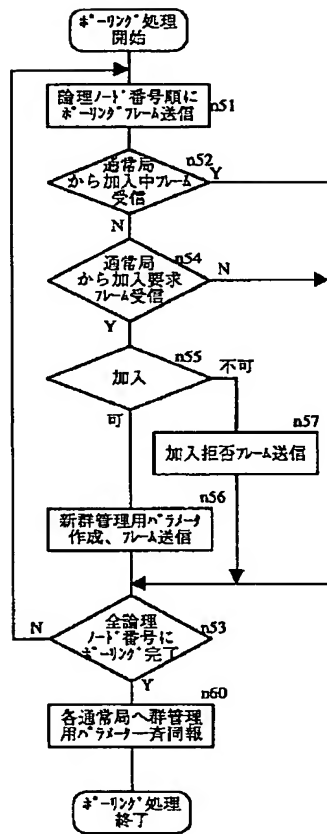 ﾎﾟｰﾘﾝｸﾞ処理
開始
論理ﾉｰﾄﾞ番号順に
ﾎﾟｰﾘﾝｸﾞﾌﾚｰﾑ送信
n51
通常局
から加入中ﾌﾚｰﾑ
受信
n52
Y
N
通常局
から加入要求
ﾌﾚｰﾑ受信
n54
N
Y
加入
n55
不可
可
n57
加入拒否ﾌﾚｰﾑ送信
n56
新群管理用ﾊﾟﾗﾒｰﾀ
作成、ﾌﾚｰﾑ送信
全論理
ﾉｰﾄﾞ番号に
ﾎﾟｰﾘﾝｸﾞ完了
n53
N
Y
n60
各通常局へ群管理
用ﾊﾟﾗﾒｰﾀ一斉同報
ﾎﾟｰﾘﾝｸﾞ処理
終了